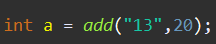 int a = add("13",20);